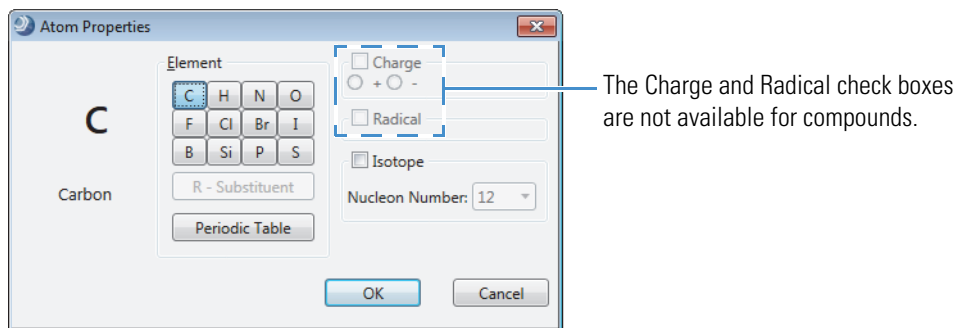 Atom Properties
Element
C H N O
F Cl Br I
B Si P S
R - Substituent
Periodic Table
C
Carbon
Charge
+ -
Radical
Isotope
Nucleon Number: 12
OK Cancel
The Charge and Radical check boxes
are not available for compounds.